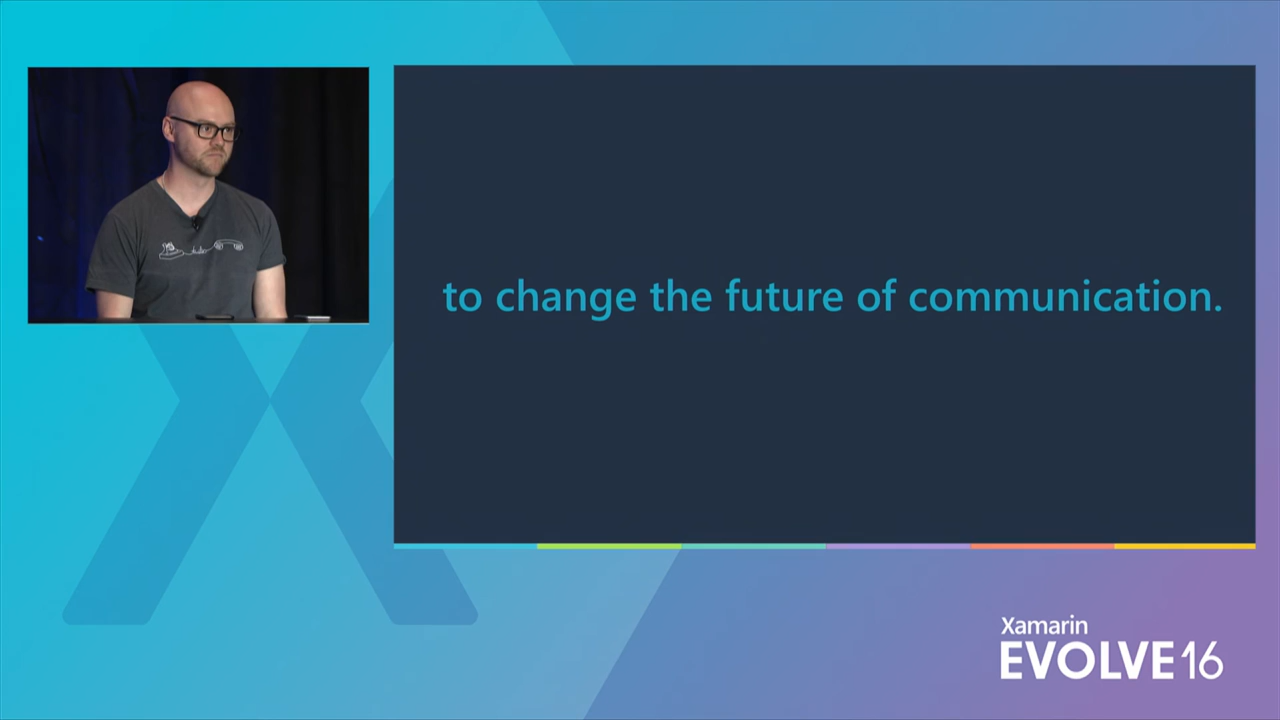 to change the future of communication.
Xamarin
EVOLVE16